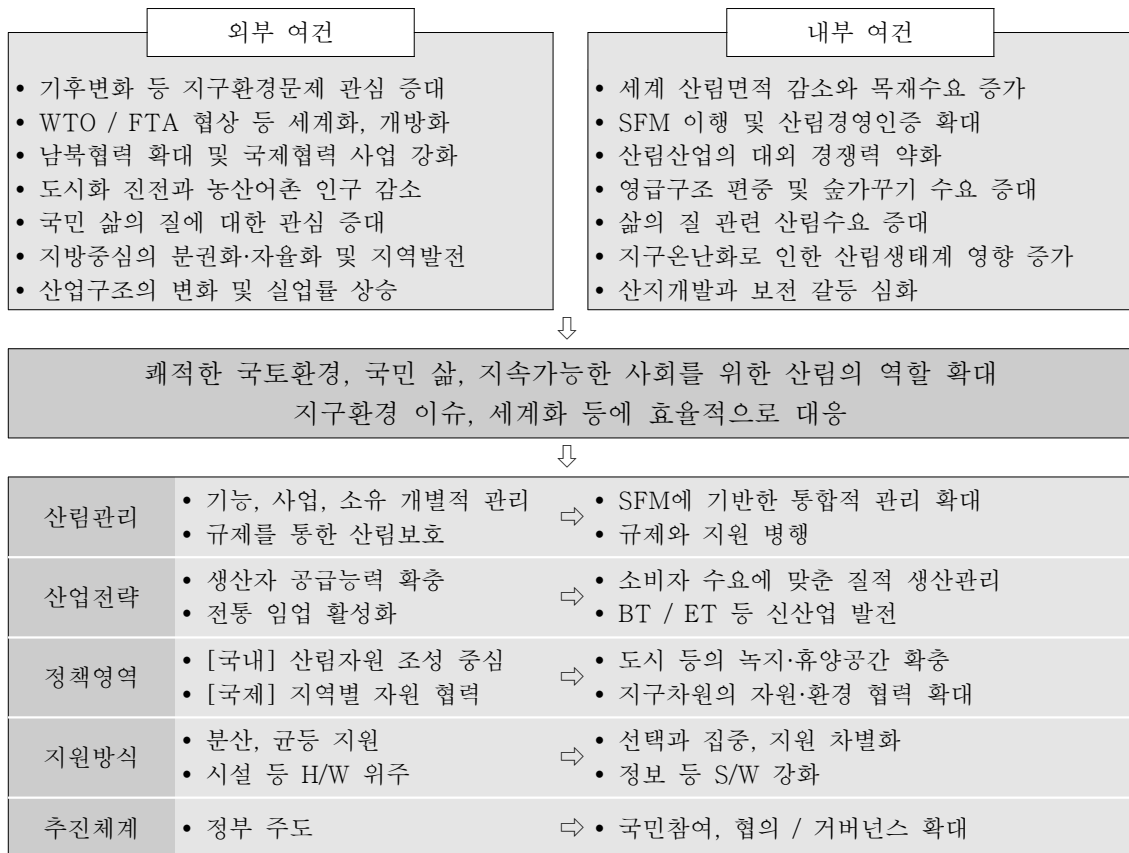 외부 여건
• 기후변화 등 지구환경문제 관심 증대
• WTO / FTA 협상 등 세계화, 개방화
• 남북협력 확대 및 국제협력 사업 강화
• 도시화 진전과 농산어촌 인구 감소
• 국민 삶의 질에 대한 관심 증대
• 지방중심의 분권화·자율화 및 지역발전
• 산업구조의 변화 및 실업률 상승
내부 여건
• 세계 산림면적 감소와 목재수요 증가
• SFM 이행 및 산림경영인증 확대
• 산림산업의 대외 경쟁력 약화
• 영급구조 편중 및 숲가꾸기 수요 증대
• 삶의 질 관련 산림수요 증대
• 지구온난화로 인한 산림생태계 영향 증가
• 산지개발과 보전 갈등 심화
⇩
쾌적한 국토환경, 국민 삶, 지속가능한 사회를 위한 산림의 역할 확대
지구환경 이슈, 세계화 등에 효율적으로 대응
⇩
산림관리
• 기능, 사업, 소유 개별적 관리
• 규제를 통한 산림보호
⇨
• SFM에 기반한 통합적 관리 확대
• 규제와 지원 병행
산업전략
• 생산자 공급능력 확충
• 전통 임업 활성화
⇨
• 소비자 수요에 맞춘 질적 생산관리
• BT / ET 등 신산업 발전
정책영역
• [국내] 산림자원 조성 중심
• [국제] 지역별 자원 협력
⇨
• 도시 등의 녹지·휴양공간 확충
• 지구차원의 자원·환경 협력 확대
지원방식
• 분산, 균등 지원
• 시설 등 H/W 위주
⇨
• 선택과 집중, 지원 차별화
• 정보 등 S/W 강화
추진체계
• 정부 주도
⇨
• 국민참여, 협의 / 거버넌스 확대